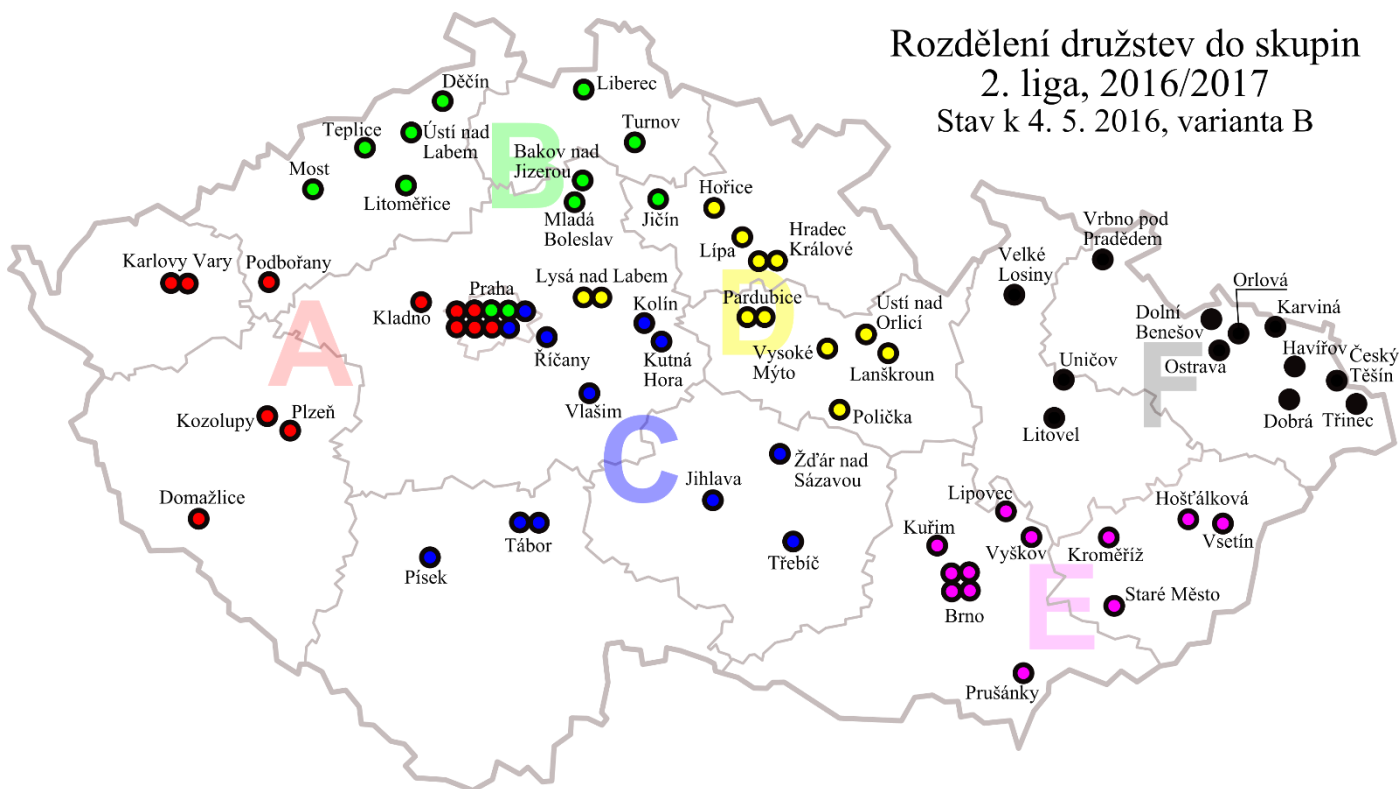 Rozdělení družstev do skupin
2. liga, 2016/2017
Stav k 4. 5. 2016, varianta B
Děčín
Liberec
Teplice
Ústí nad
Labem
Turnov
B
Bakov nad
Jizerou
Most
Litoměřice
Mladá
Boleslav
Jičín
Hořice
Lípa
Hradec
Králové
Velké
Losiny
Vrbno pod
Pradědem
Karlovy Vary
Podbořany
Kladno
Praha
Lysá nad Labem
Kolín
Kutná
Hora
Říčany
Vlašim
A
D
Pardubice
Ústí nad
Orlicí
Vysoké
Mýto
Lanškroun
Polička
Orlová
Dolní
Benešov
Karviná
Ostrava
Havířov
Český
Těšín
Uničov
F
Litovel
Dobrá
Třinec
Kozolupy
Plzeň
C
Domažlice
Tábor
Písek
Jihlava
Žďár nad
Sázavou
Třebíč
Lipovec
Kuřim
Vyškov
Kroměříž
Hošťálková
Vsetín
E
Brno
Staré Město
Prušánky